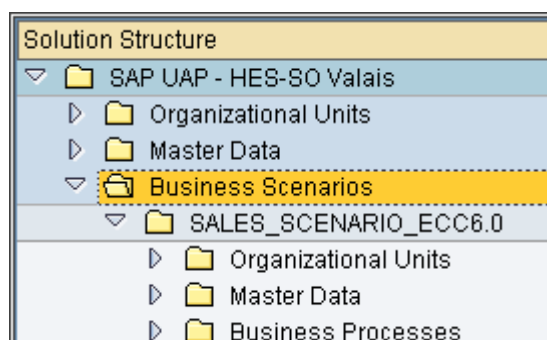 Solution Structure
SAP UAP - HES-SO Valais
Organizational Units
Master Data
Business Scenarios
SALES_SCENARIO_ECC6.0
Organizational Units
Master Data
Business Processes